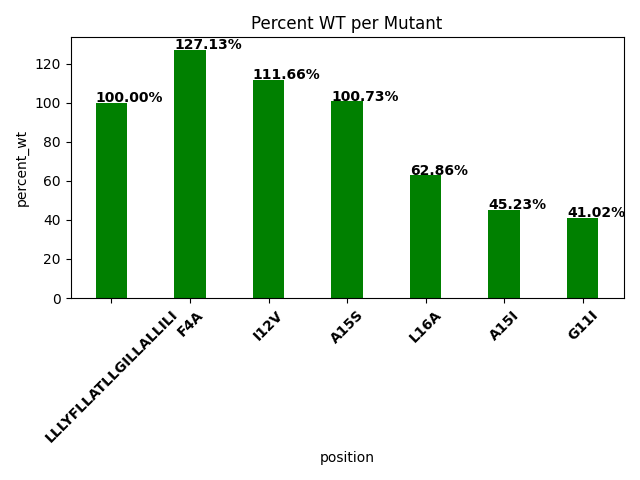 Percent WT per Mutant
percent_wt
120
100
80
60
40
20
0
100.00%
127.13%
111.66%
100.73%
62.86%
45.23%
41.02%
LLLYFLLATLLGILLALLILI
F4A
I12V
A15S
L16A
A15I
G11I
position